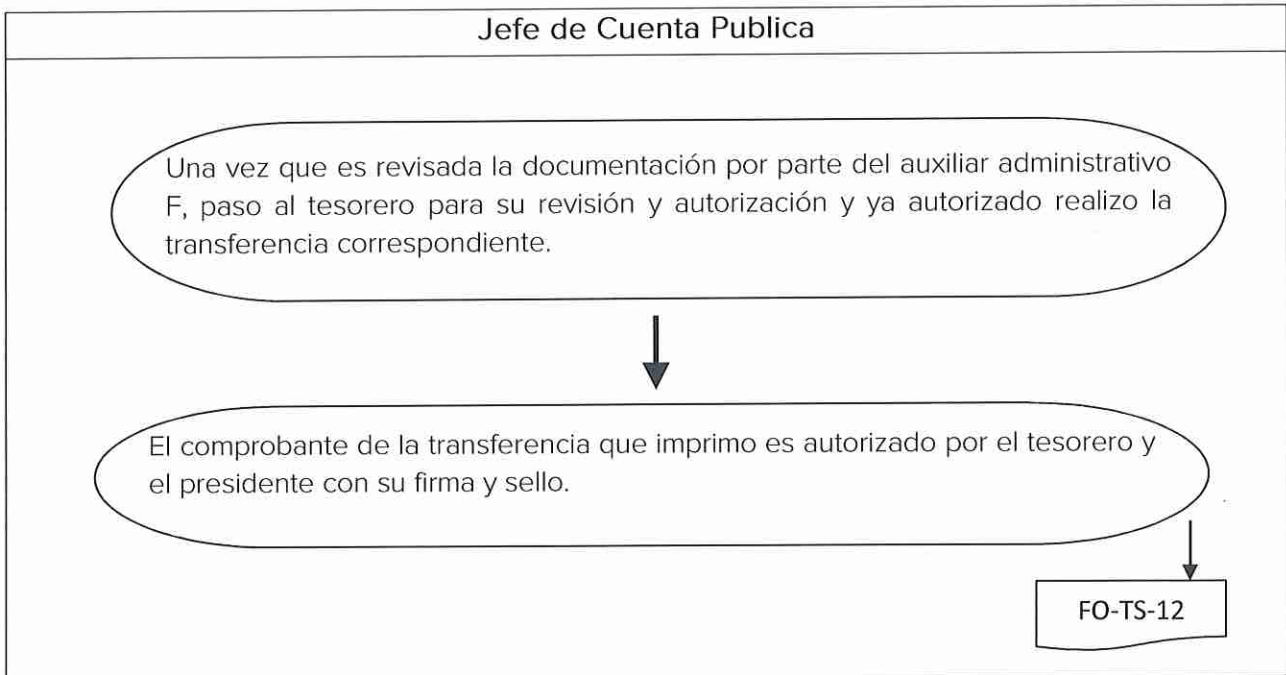 Jefe de Cuenta Publica
Una vez que es revisada la documentación por parte del auxiliar administrativo
F, paso al tesorero para su revisión y autorización y ya autorizado realizo la
transferencia correspondiente.
El comprobante de la transferencia que imprimo es autorizado por el tesorero y
el presidente con su firma y sello.
FO-TS-12